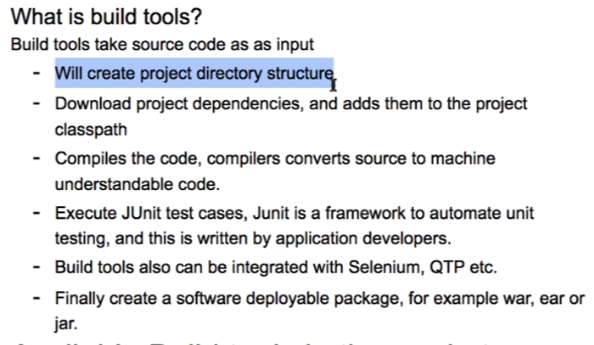 What is build tools?
Build tools take source code as as input
- Will create project directory structure
- Download project dependencies, and adds them to the project
classpath
- Compiles the code, compilers converts source to machine
understandable code.
- Execute JUnit test cases, Junit is a framework to automate unit
testing, and this is written by application developers.
- Build tools also can be integrated with Selenium, QTP etc.
- Finally create a software deployable package, for example war, ear or
jar.